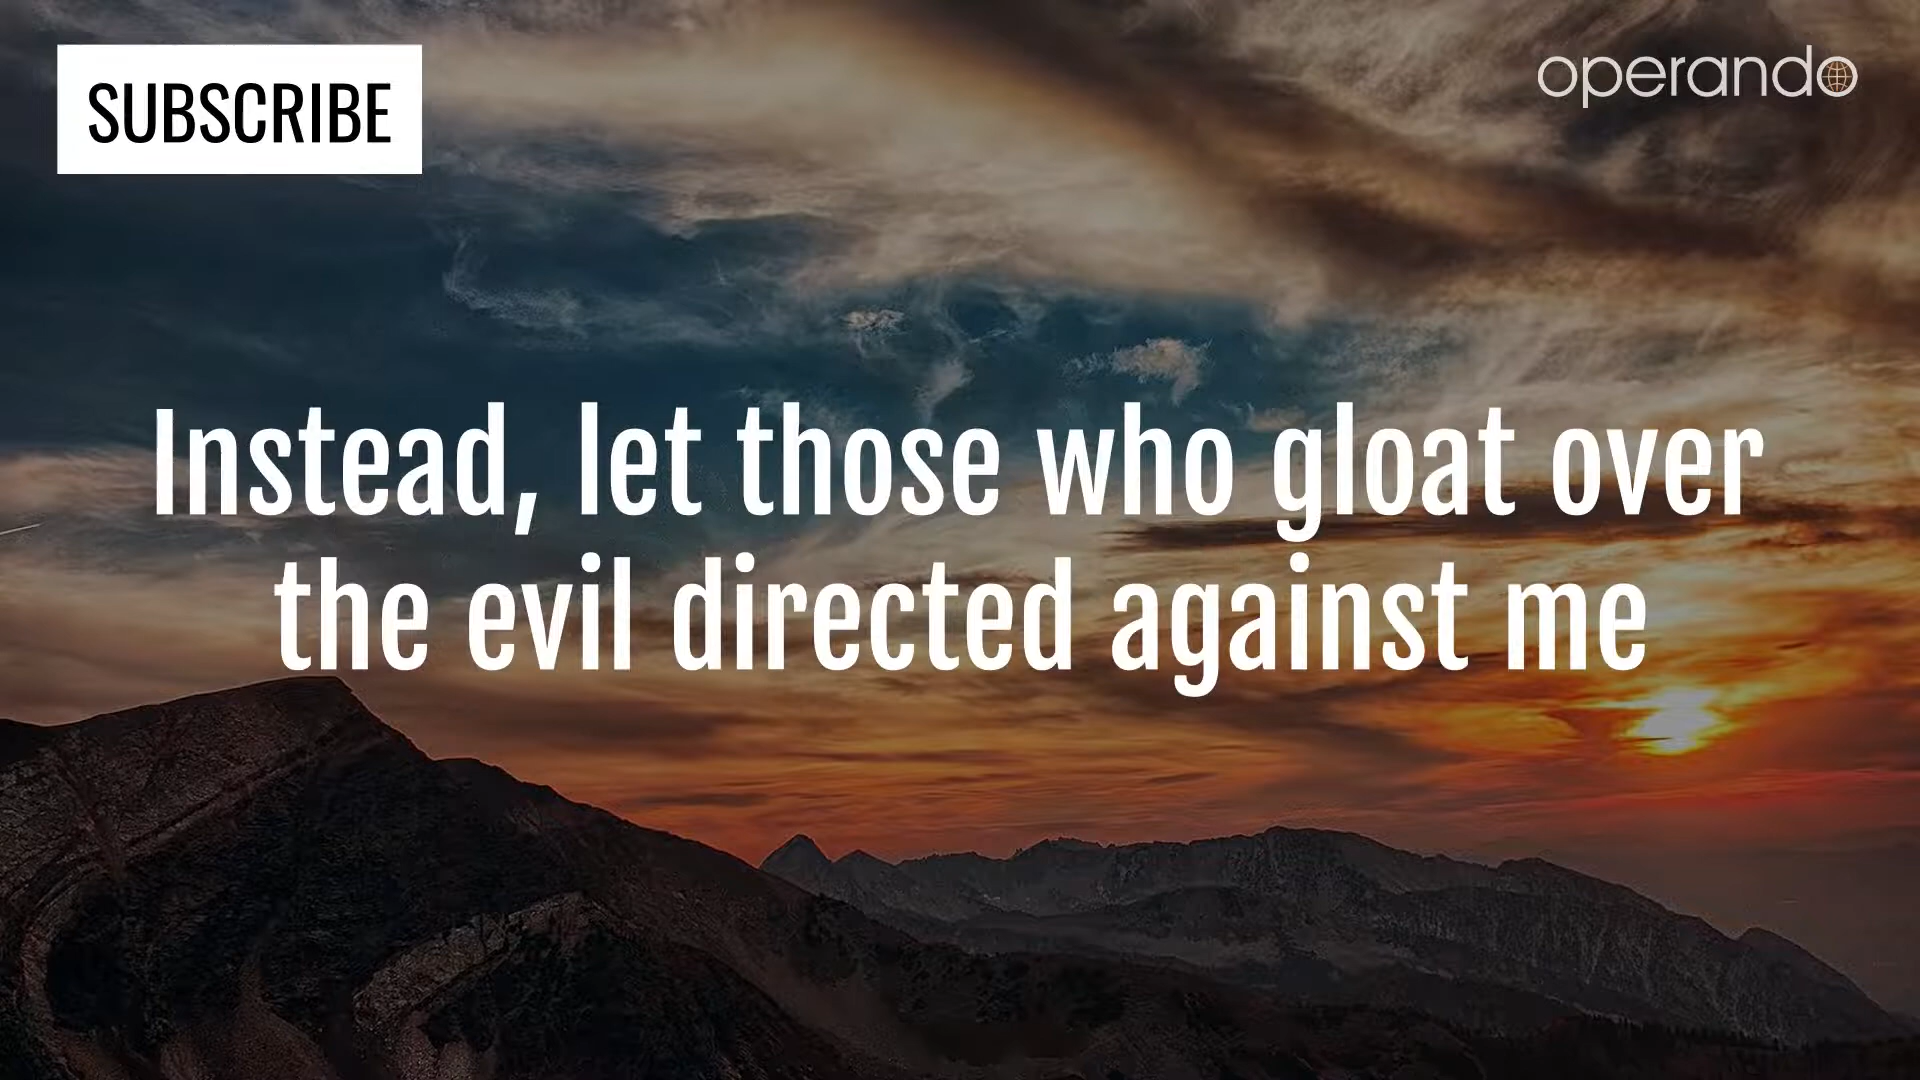 SUBSCRIBE
operando
Instead, let those who gloat over
the evil directed against me